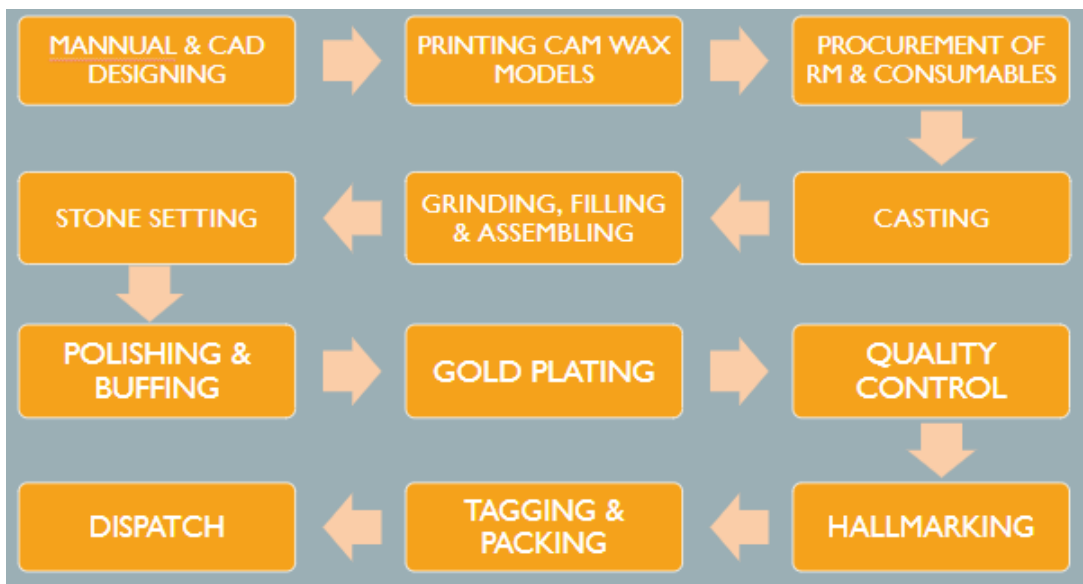 MANNUAL & CAD
DESIGNING
PRINTING CAM WAX
MODELS
PROCUREMENT OF
RM & CONSUMABLES
CASTING
GRINDING, FILLING
& ASSEMBLING
STONE SETTING
POLISHING &
BUFFING
GOLD PLATING
QUALITY
CONTROL
HALLMARKING
TAGGING &
PACKING
DISPATCH